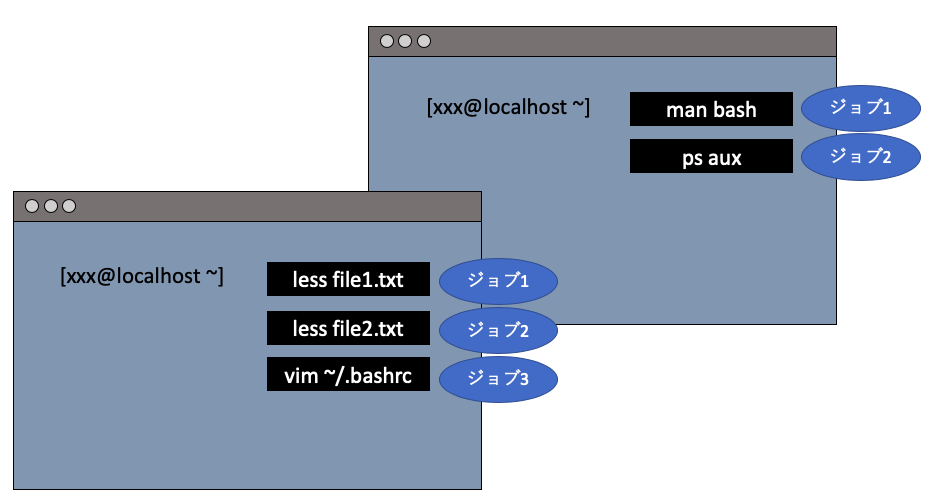 [xxx@localhost ~] man bash ジョブ1
ps aux ジョブ2
[xxx@localhost ~] less file1.txt ジョブ1
less file2.txt ジョブ2
vim ~/.bashrc ジョブ3